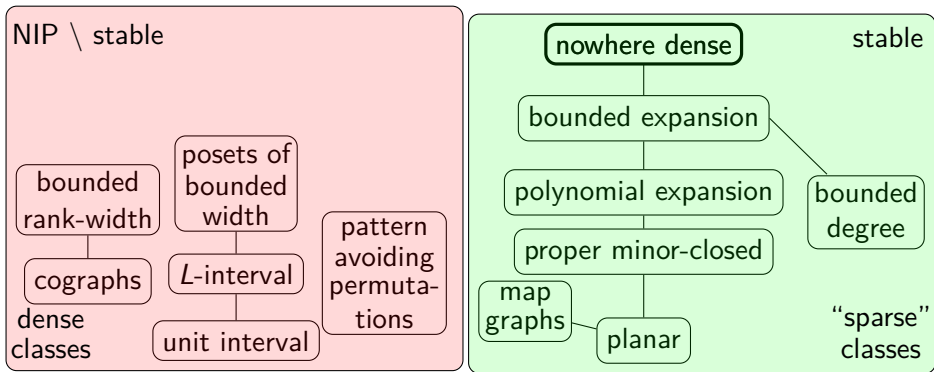 NIP \ stable
posets of
bounded
width
bounded
rank-width
cographs
L-interval
unit interval
pattern
avoiding
permuta-
tions
dense
classes
nowhere dense
stable
bounded expansion
polynomial expansion
bounded
degree
proper minor-closed
map
graphs
planar
"sparse"
classes